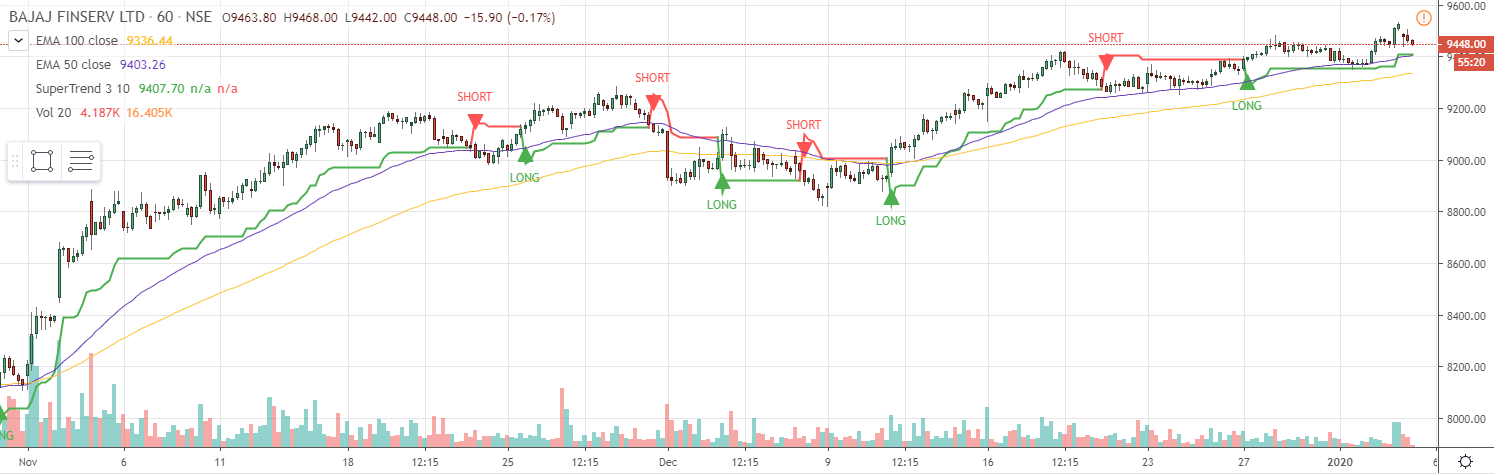 BAJAJ FINSERV LTD · 60 · NSE O9463.80 H9468.00 L9442.00 C9448.00 −15.90 (−0.17%)
EMA 100 close 9336.44
EMA 50 close 9403.26
SuperTrend 3 10 9407.70 n/a n/a
Vol 20 4.187K 16.405K
9600.00
9448.00
55:20
9200.00
9000.00
8800.00
8600.00
8400.00
8200.00
8000.00
SHORT
SHORT
SHORT
SHORT
LONG
LONG
LONG
LONG
NG
Nov 6 11 18 12:15 25 12:15 Dec 12:15 9 12:15 16 12:15 23 27 2020 6